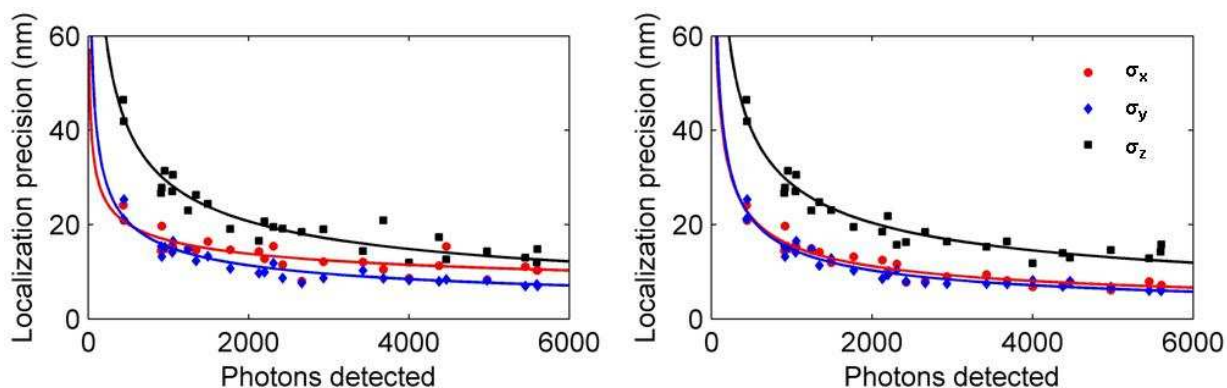 Localization precision (nm)
60
40
20
0
0 2000 4000 6000
Photons detected
Localization precision (nm)
60
40
20
0
0 2000 4000 6000
Photons detected
σx
σy
σz